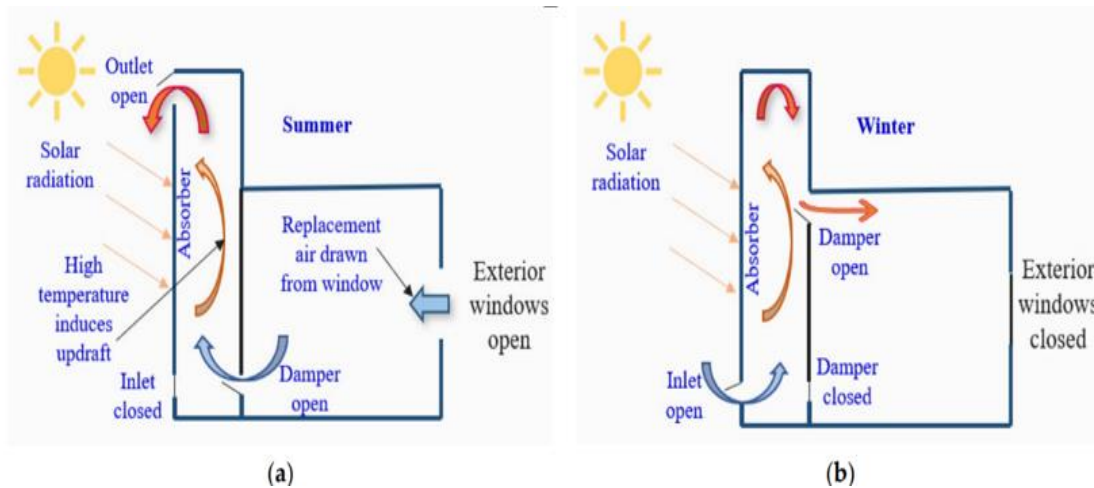 Outlet
open
Summer
Solar
radiation
Absorber
High
temperature
induces
updraft
Replacement
air drawn
from window
Exterior
windows
open
Inlet
closed
Damper
open
(a)
Winter
Solar
radiation
Absorber
Damper
open
Exterior
windows
closed
Inlet
open
Damper
closed
(b)